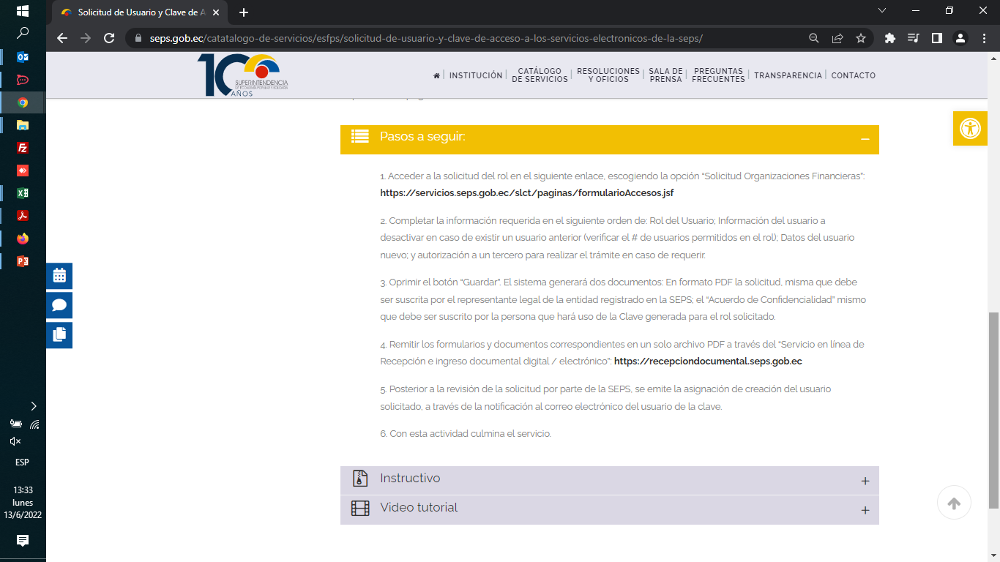 Solicitud de Usuario y Clave de A
seps.gob.ec/catatalogo-de-servicios/esfps/solicitud-de-usuario-y-clave-de-acceso-a-los-servicios-electronicos-de-la-seps/
10
SUPERINTENDENCIA
DE ECONOMÍA POPULAR Y SOLIDARIA
AÑOS
INSTITUCIÓN
CATÁLOGO
DE SERVICIOS
RESOLUCIONES
Y OFICIOS
SALA DE
PRENSA
PREGUNTAS
FRECUENTES
TRANSPARENCIA
CONTACTO
Pasos a seguir:
1. Acceder a la solicitud del rol en el siguiente enlace, escogiendo la opción “Solicitud Organizaciones Financieras”:
https://servicios.seps.gob.ec/slct/paginas/formularioAccesos.jsf
2. Completar la información requerida en el siguiente orden de: Rol del Usuario; Información del usuario a
desactivar en caso de existir un usuario anterior (verificar el # de usuarios permitidos en el rol); Datos del usuario
nuevo; y autorización a un tercero para realizar el trámite en caso de requerir.
3. Oprimir el botón “Guardar”. El sistema generará dos documentos: En formato PDF la solicitud, misma que debe
ser suscrita por el representante legal de la entidad registrado en la SEPS; el “Acuerdo de Confidencialidad” mismo
que debe ser suscrito por la persona que hará uso de la Clave generada para el rol solicitado.
4. Remitir los formularios y documentos correspondientes en un solo archivo PDF a través del “Servicio en línea de
Recepción e ingreso documental digital / electrónico”: https://recepciondocumental.seps.gob.ec
5. Posterior a la revisión de la solicitud por parte de la SEPS, se emite la asignación de creación del usuario
solicitado, a través de la notificación al correo electrónico del usuario de la clave.
6. Con esta actividad culmina el servicio.
Instructivo
Video tutorial
ESP
13:33
lunes
13/6/2022